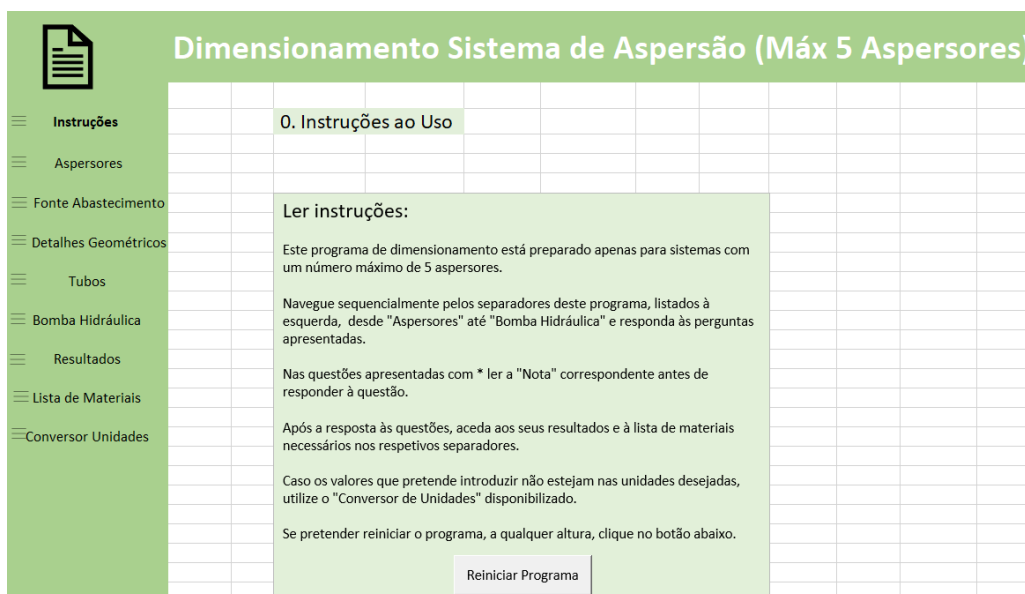 Dimensionamento Sistema de Aspersão (Máx 5 Aspersores)
Instruções
Aspersores
Fonte Abastecimento
Detalhes Geométricos
Tubos
Bomba Hidráulica
Resultados
Lista de Materiais
Conversor Unidades
0. Instruções ao Uso
Ler instruções:
Este programa de dimensionamento está preparado apenas para sistemas com
um número máximo de 5 aspersores.
Navegue sequencialmente pelos separadores deste programa, listados à
esquerda, desde "Aspersores" até "Bomba Hidráulica" e responda às perguntas
apresentadas.
Nas questões apresentadas com * ler a "Nota" correspondente antes de
responder à questão.
Após a resposta às questões, aceda aos seus resultados e à lista de materiais
necessários nos respetivos separadores.
Caso os valores que pretende introduzir não estejam nas unidades desejadas,
utilize o "Conversor de Unidades" disponibilizado.
Se pretender reiniciar o programa, a qualquer altura, clique no botão abaixo.
Reiniciar Programa